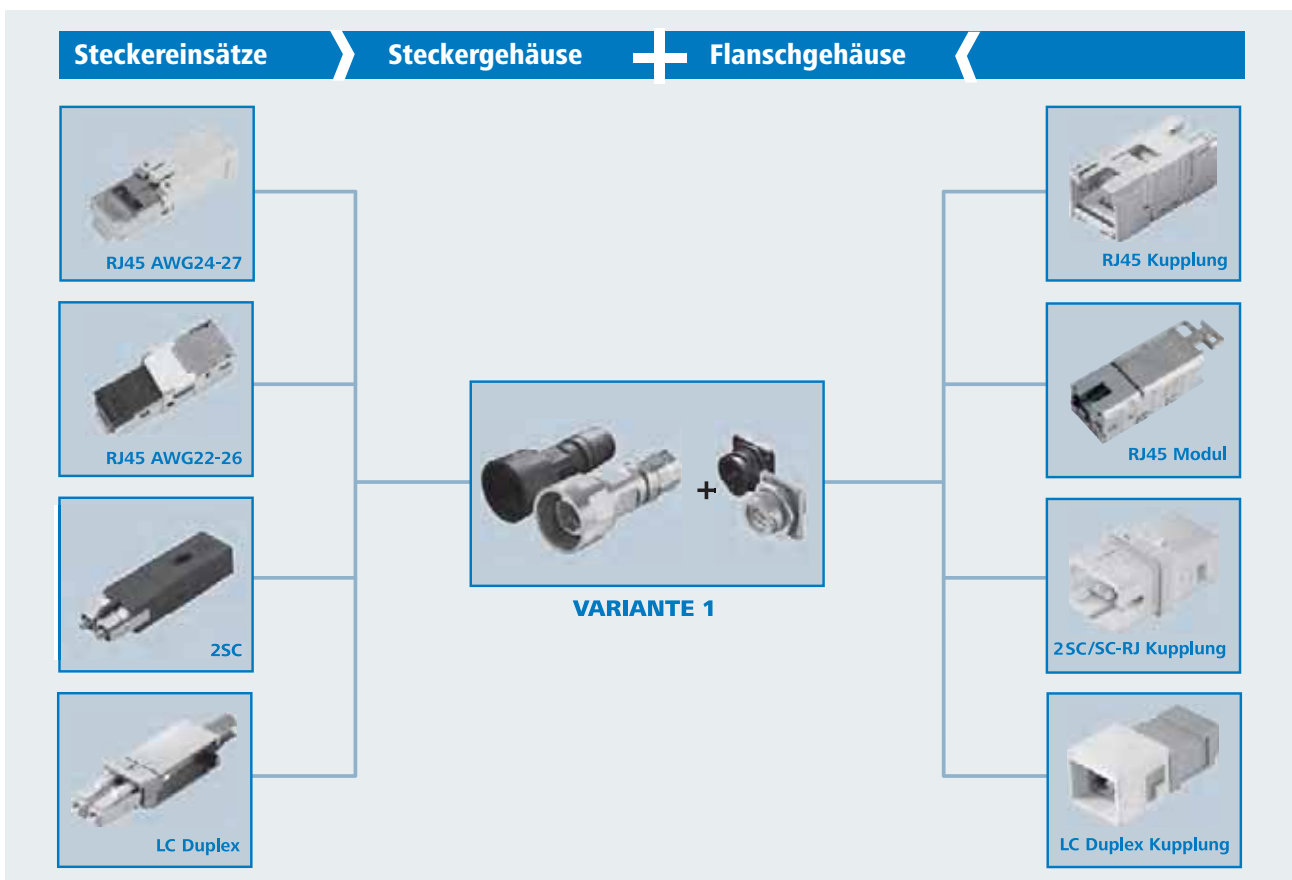 Steckereinsätze
Steckergehäuse
Flanschgehäuse
RJ45 AWG24-27
RJ45 AWG22-26
2SC
LC Duplex
+
VARIANTE 1
RJ45 Kupplung
RJ45 Modul
2SC/SC-RJ Kupplung
LC Duplex Kupplung